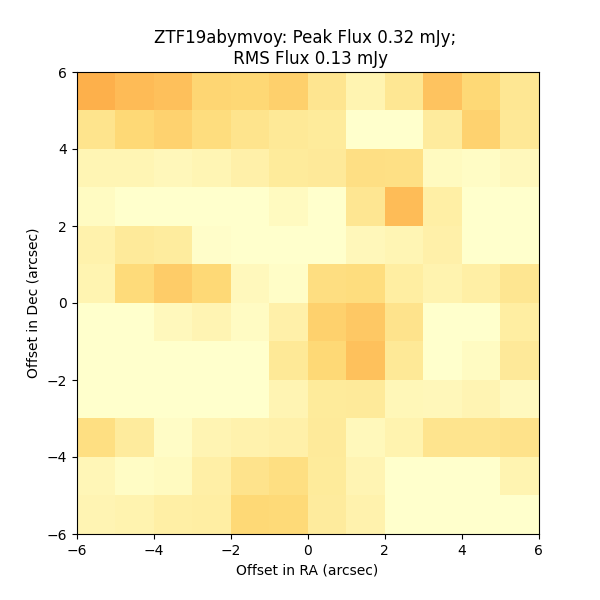 ZTF19abymvoy: Peak Flux 0.32 mJy;
RMS Flux 0.13 mJy
6
4
2
0
−2
−4
−6
Offset in Dec (arcsec)
−6 −4 −2 0 2 4 6
Offset in RA (arcsec)